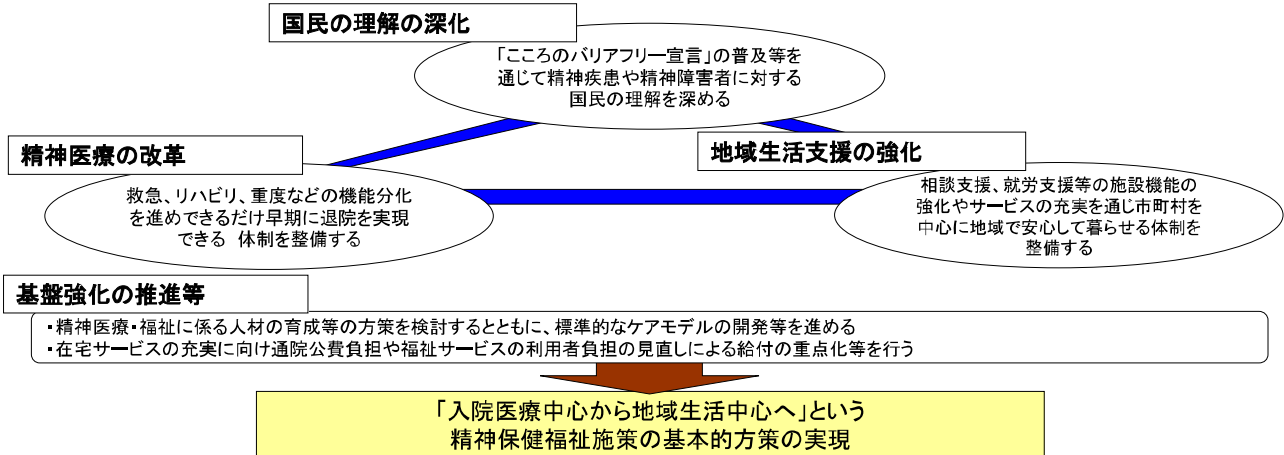 国民の理解の深化
「こころのバリアフリー宣言」の普及等を
通じて精神疾患や精神障害者に対する
国民の理解を深める
精神医療の改革
救急、リハビリ、重度などの機能分化
を進めできるだけ早期に退院を実現
できる 体制を整備する
地域生活支援の強化
相談支援、就労支援等の施設機能の
強化やサービスの充実を通じ市町村を
中心に地域で安心して暮らせる体制を
整備する
基盤強化の推進等
・精神医療・福祉に係る人材の育成等の方策を検討するとともに、標準的なケアモデルの開発等を進める
・在宅サービスの充実に向け通院公費負担や福祉サービスの利用者負担の見直しによる給付の重点化等を行う
「入院医療中心から地域生活中心へ」という
精神保健福祉施策の基本的方策の実現